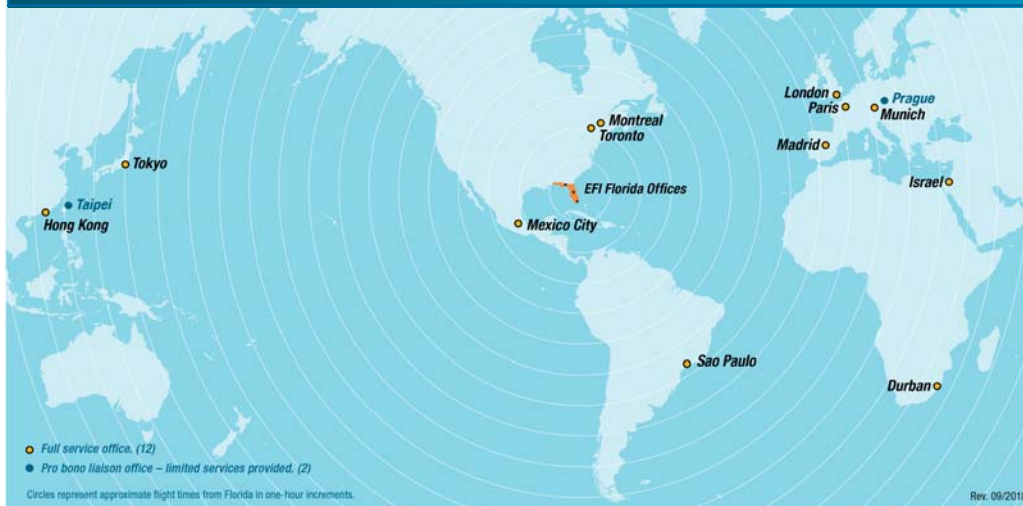 London
Prague
Paris
Munich
Montreal
Toronto
Madrid
Tokyo
Israel
EFI Florida Offices
Taipei
Hong Kong
Mexico City
Sao Paulo
Durban
Full service office. (12)
Pro bono liaison office – limited services provided. (2)
Circles represent approximate flight times from Florida in one-hour increments.
Rev. 09/2018